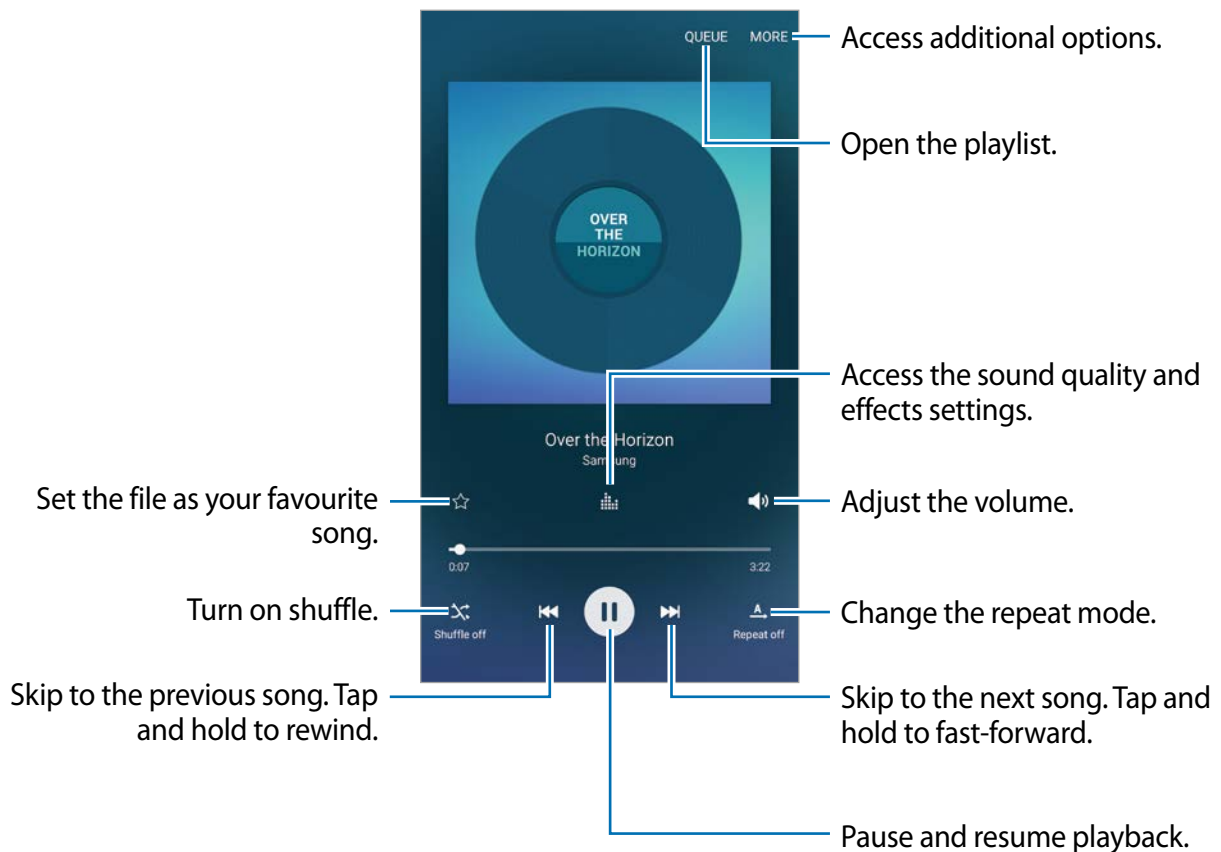 QUEUE MORE
Access additional options.
Open the playlist.
OVER
THE
HORIZON
Access the sound quality and
effects settings.
Over the Horizon
Samsung
Set the file as your favourite
song.
Adjust the volume.
0:07 3:22
Turn on shuffle.
Change the repeat mode.
A
Shuffle off Repeat off
Skip to the previous song. Tap
and hold to rewind.
Skip to the next song. Tap and
hold to fast-forward.
Pause and resume playback.